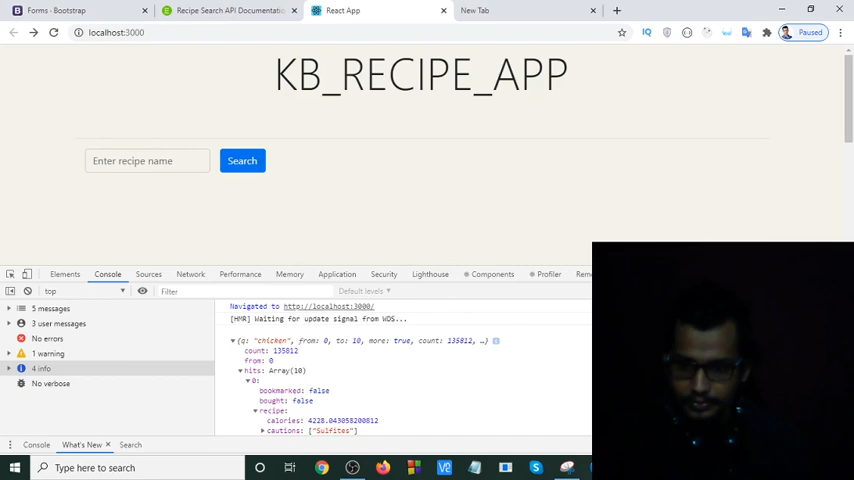 Forms - Bootstrap
Recipe Search API Documentatio
React App
New Tab
localhost:3000
Paused
KB_RECIPE_APP
Enter recipe name
Search
Elements Console Sources Network Performance Memory Application Security Lighthouse Components Profiler Rem
top Filter Default levels ▾
5 messages
3 user messages
No errors
1 warning
4 info
No verbose
Navigated to http://localhost:3000/
[HMR] Waiting for update signal from WDS...
{q: "chicken", from: 0, to: 10, more: true, count: 135812, …}
count: 135812
from: 0
hits: Array(10)
0:
bookmarked: false
bought: false
recipe:
calories: 4228.043058200812
cautions: ["Sulfites"]
Console What's New Search
Type here to search